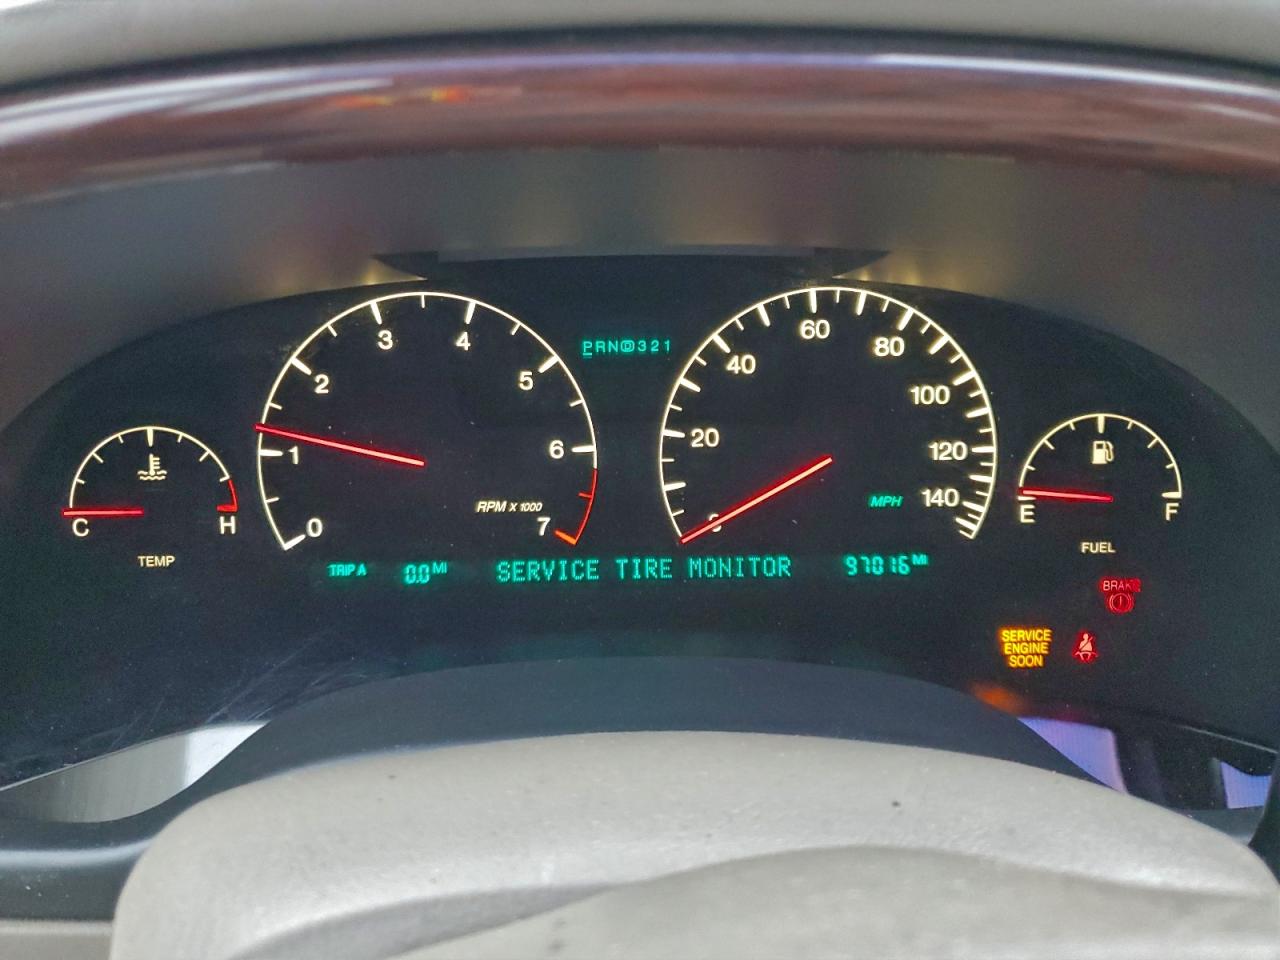 3 4
2 5
1 6
0 7
RPM X 1000
PRND321
60
40 80
20 100
120
0 140
MPH
C H
TEMP
E F
FUEL
TRIP A 0.0 MI SERVICE TIRE MONITOR 97016 MI
BRAKE
SERVICE
ENGINE
SOON